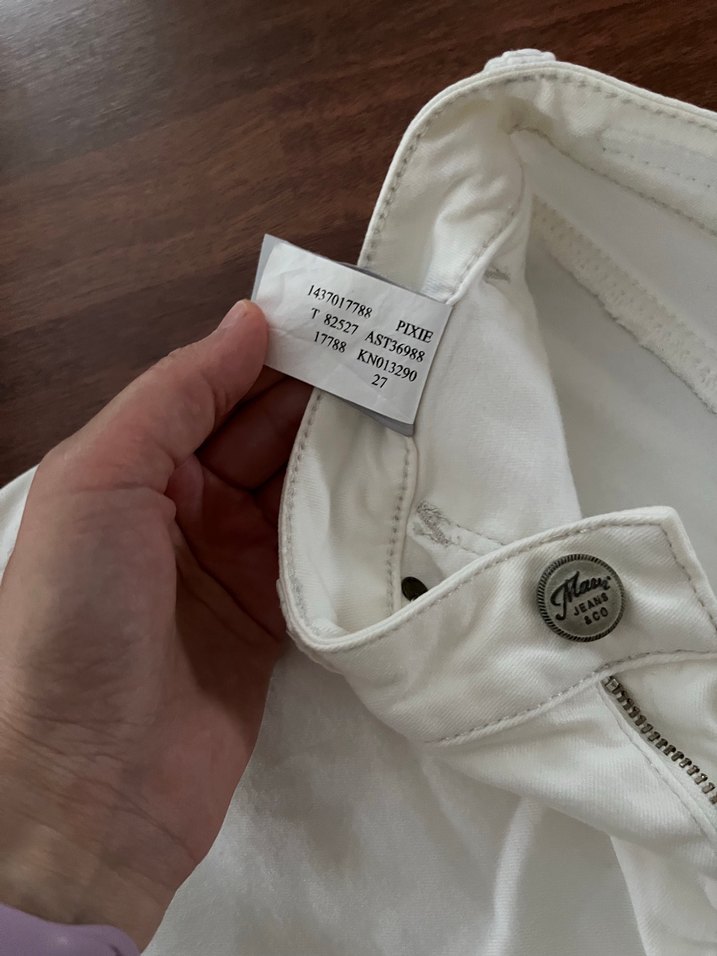 1437017788 PIXIE
T 82527 AST36988
17788 KN013290
27
Mavi
JEANS
& CO